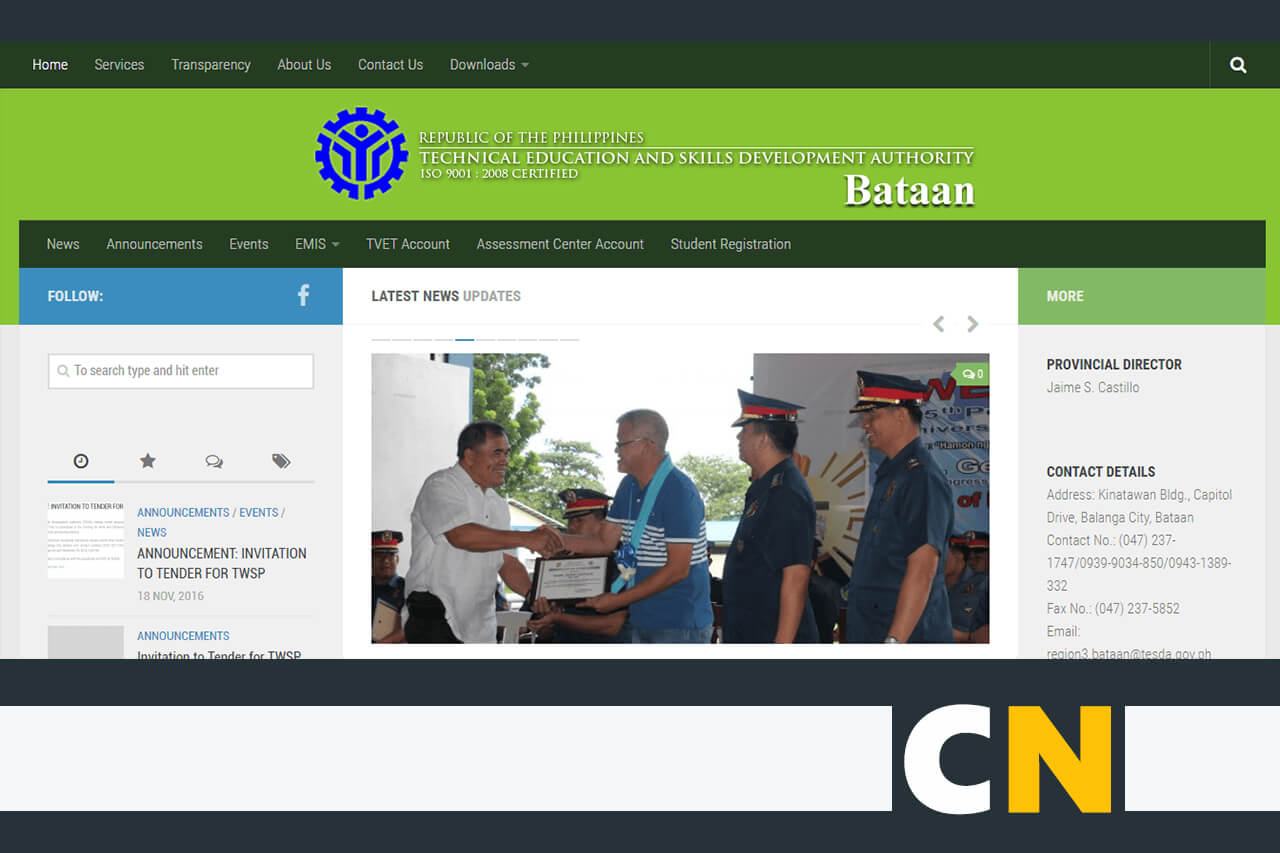 Home Services Transparency About Us Contact Us Downloads
REPUBLIC OF THE PHILIPPINES
TECHNICAL EDUCATION AND SKILLS DEVELOPMENT AUTHORITY
ISO 9001 : 2008 CERTIFIED
Bataan
News Announcements Events EMIS TVET Account Assessment Center Account Student Registration
FOLLOW:
To search type and hit enter
INVITATION TO TENDER FOR
ANNOUNCEMENTS / EVENTS /
NEWS
ANNOUNCEMENT: INVITATION
TO TENDER FOR TWSP
18 NOV, 2016
ANNOUNCEMENTS
Invitation to Tender for TWSP
LATEST NEWS UPDATES
0
MORE
PROVINCIAL DIRECTOR
Jaime S. Castillo
CONTACT DETAILS
Address: Kinatawan Bldg., Capitol
Drive, Balanga City, Bataan
Contact No.: (047) 237-
1747/0939-9034-850/0943-1389-
332
Fax No.: (047) 237-5852
Email:
region3.bataan@tesda.gov.ph
CN